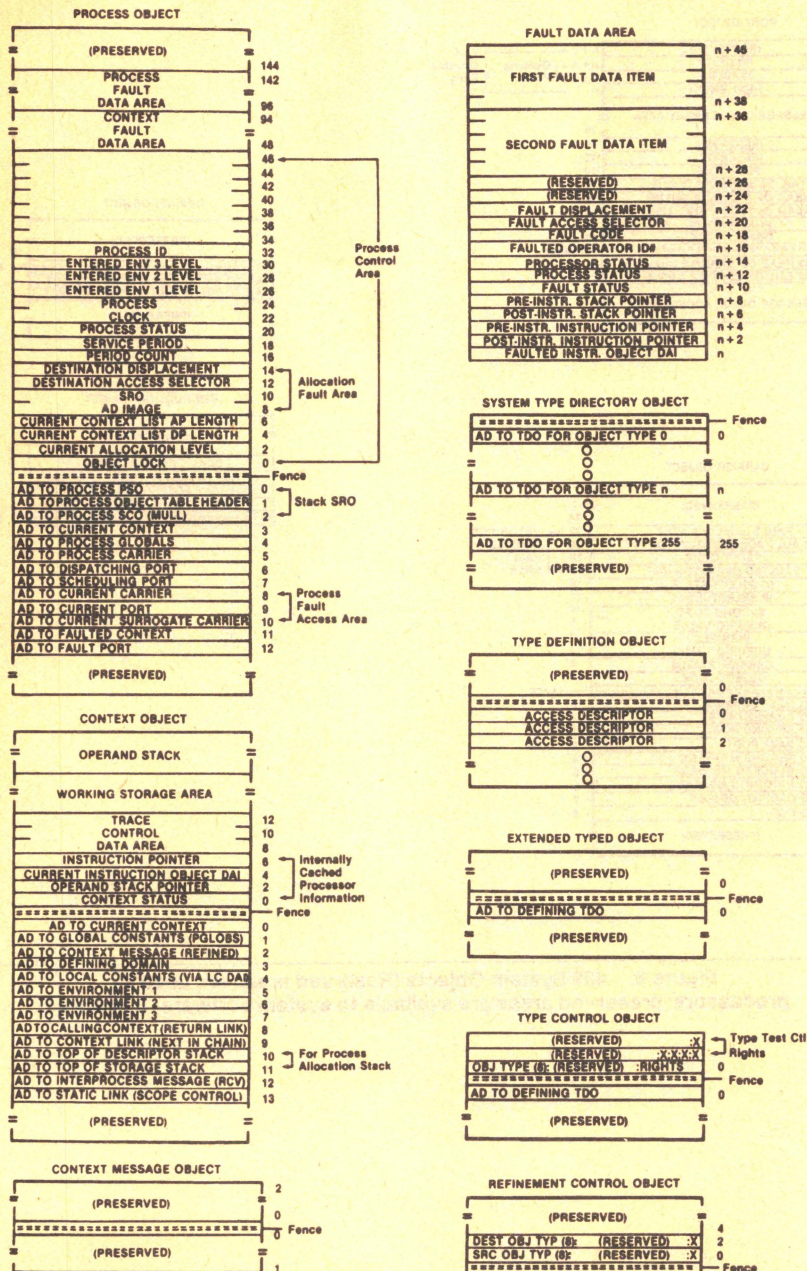 PROCESS OBJECT
(PRESERVED)
144
PROCESS 142
FAULT
DATA AREA 96
CONTEXT 94
FAULT
DATA AREA 48
46
44
42
40
38
36
34
PROCESS ID 32
ENTERED ENV 3 LEVEL 30
ENTERED ENV 2 LEVEL 28
ENTERED ENV 1 LEVEL 26
PROCESS 24
CLOCK 22
PROCESS STATUS 20
SERVICE PERIOD 18
PERIOD COUNT 16
DESTINATION DISPLACEMENT 14
DESTINATION ACCESS SELECTOR 12
SRO 10
AD IMAGE 8
CURRENT CONTEXT LIST AP LENGTH 6
CURRENT CONTEXT LIST DP LENGTH 4
CURRENT ALLOCATION LEVEL 2
OBJECT LOCK 0
Process
Control
Area
Allocation
Fault Area
Fence
AD TO PROCESS PSO 0
AD TO PROCESS OBJECT TABLE HEADER 1
AD TO PROCESS SCO (MULL) 2
AD TO CURRENT CONTEXT 3
AD TO PROCESS GLOBALS 4
AD TO PROCESS CARRIER 5
AD TO DISPATCHING PORT 6
AD TO SCHEDULING PORT 7
AD TO CURRENT CARRIER 8
AD TO CURRENT PORT 9
AD TO CURRENT SURROGATE CARRIER 10
AD TO FAULTED CONTEXT 11
AD TO FAULT PORT 12
Stack SRO
Process
Fault
Access Area
(PRESERVED)
CONTEXT OBJECT
OPERAND STACK
WORKING STORAGE AREA
TRACE 12
CONTROL 10
DATA AREA 8
INSTRUCTION POINTER 6
CURRENT INSTRUCTION OBJECT DAI 4
OPERAND STACK POINTER 2
CONTEXT STATUS 0
Internally
Cached
Processor
Information
Fence
AD TO CURRENT CONTEXT 0
AD TO GLOBAL CONSTANTS (PGLOBS) 1
AD TO CONTEXT MESSAGE (REFINED) 2
AD TO DEFINING DOMAIN 3
AD TO LOCAL CONSTANTS (VIA LC DAI) 4
AD TO ENVIRONMENT 1 5
AD TO ENVIRONMENT 2 6
AD TO ENVIRONMENT 3 7
AD TO CALLING CONTEXT (RETURN LINK) 8
AD TO CONTEXT LINK (NEXT IN CHAIN) 9
AD TO TOP OF DESCRIPTOR STACK 10
AD TO TOP OF STORAGE STACK 11
AD TO INTERPROCESS MESSAGE (RCV) 12
AD TO STATIC LINK (SCOPE CONTROL) 13
For Process
Allocation Stack
(PRESERVED)
CONTEXT MESSAGE OBJECT
2
(PRESERVED)
0
Fence
0
(PRESERVED)
1
FAULT DATA AREA
n + 46
FIRST FAULT DATA ITEM
n + 38
n + 36
SECOND FAULT DATA ITEM
n + 28
(RESERVED) n + 26
(RESERVED) n + 24
FAULT DISPLACEMENT n + 22
FAULT ACCESS SELECTOR n + 20
FAULT CODE n + 18
FAULTED OPERATOR ID# n + 16
PROCESSOR STATUS n + 14
PROCESS STATUS n + 12
FAULT STATUS n + 10
PRE-INSTR. STACK POINTER n + 8
POST-INSTR. STACK POINTER n + 6
PRE-INSTR. INSTRUCTION POINTER n + 4
POST-INSTR. INSTRUCTION POINTER n + 2
FAULTED INSTR. OBJECT DAI n
SYSTEM TYPE DIRECTORY OBJECT
Fence
AD TO TDO FOR OBJECT TYPE 0 0
AD TO TDO FOR OBJECT TYPE n n
AD TO TDO FOR OBJECT TYPE 255 255
(PRESERVED)
TYPE DEFINITION OBJECT
(PRESERVED)
0
Fence
ACCESS DESCRIPTOR 0
ACCESS DESCRIPTOR 1
ACCESS DESCRIPTOR 2
EXTENDED TYPED OBJECT
(PRESERVED)
0
Fence
AD TO DEFINING TDO 0
(PRESERVED)
TYPE CONTROL OBJECT
(RESERVED) :X Type Test Ctl
(RESERVED) :X:X:X:X Rights
OBJ TYPE (8): (RESERVED) :RIGHTS 0
Fence
AD TO DEFINING TDO 0
(PRESERVED)
REFINEMENT CONTROL OBJECT
(PRESERVED)
4
DEST OBJ TYP (8): (RESERVED) :X 2
SRC OBJ TYP (8): (RESERVED) :X 0
Fence